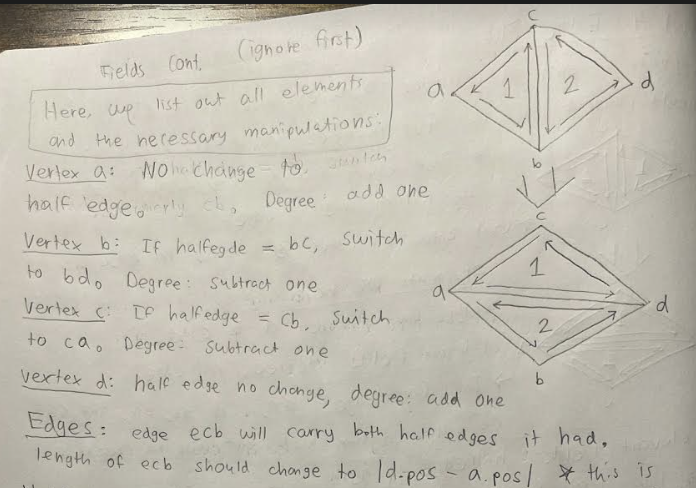 Fields Cont. (ignore first)
Here, we list out all elements
and the necessary manipulations:
Vertex a: No change to
half edge. Degree: add one
Vertex b: If halfegde = bc, switch
to bd. Degree: subtract one
Vertex c: If halfedge = cb, switch
to ca. Degree: subtract one
Vertex d: half edge no change, degree: add one
Edges: edge ecb will carry both half edges it had.
length of ecb should change to |d.pos - a.pos| * this is
c
a
1
2
d
b
c
1
a
d
2
b